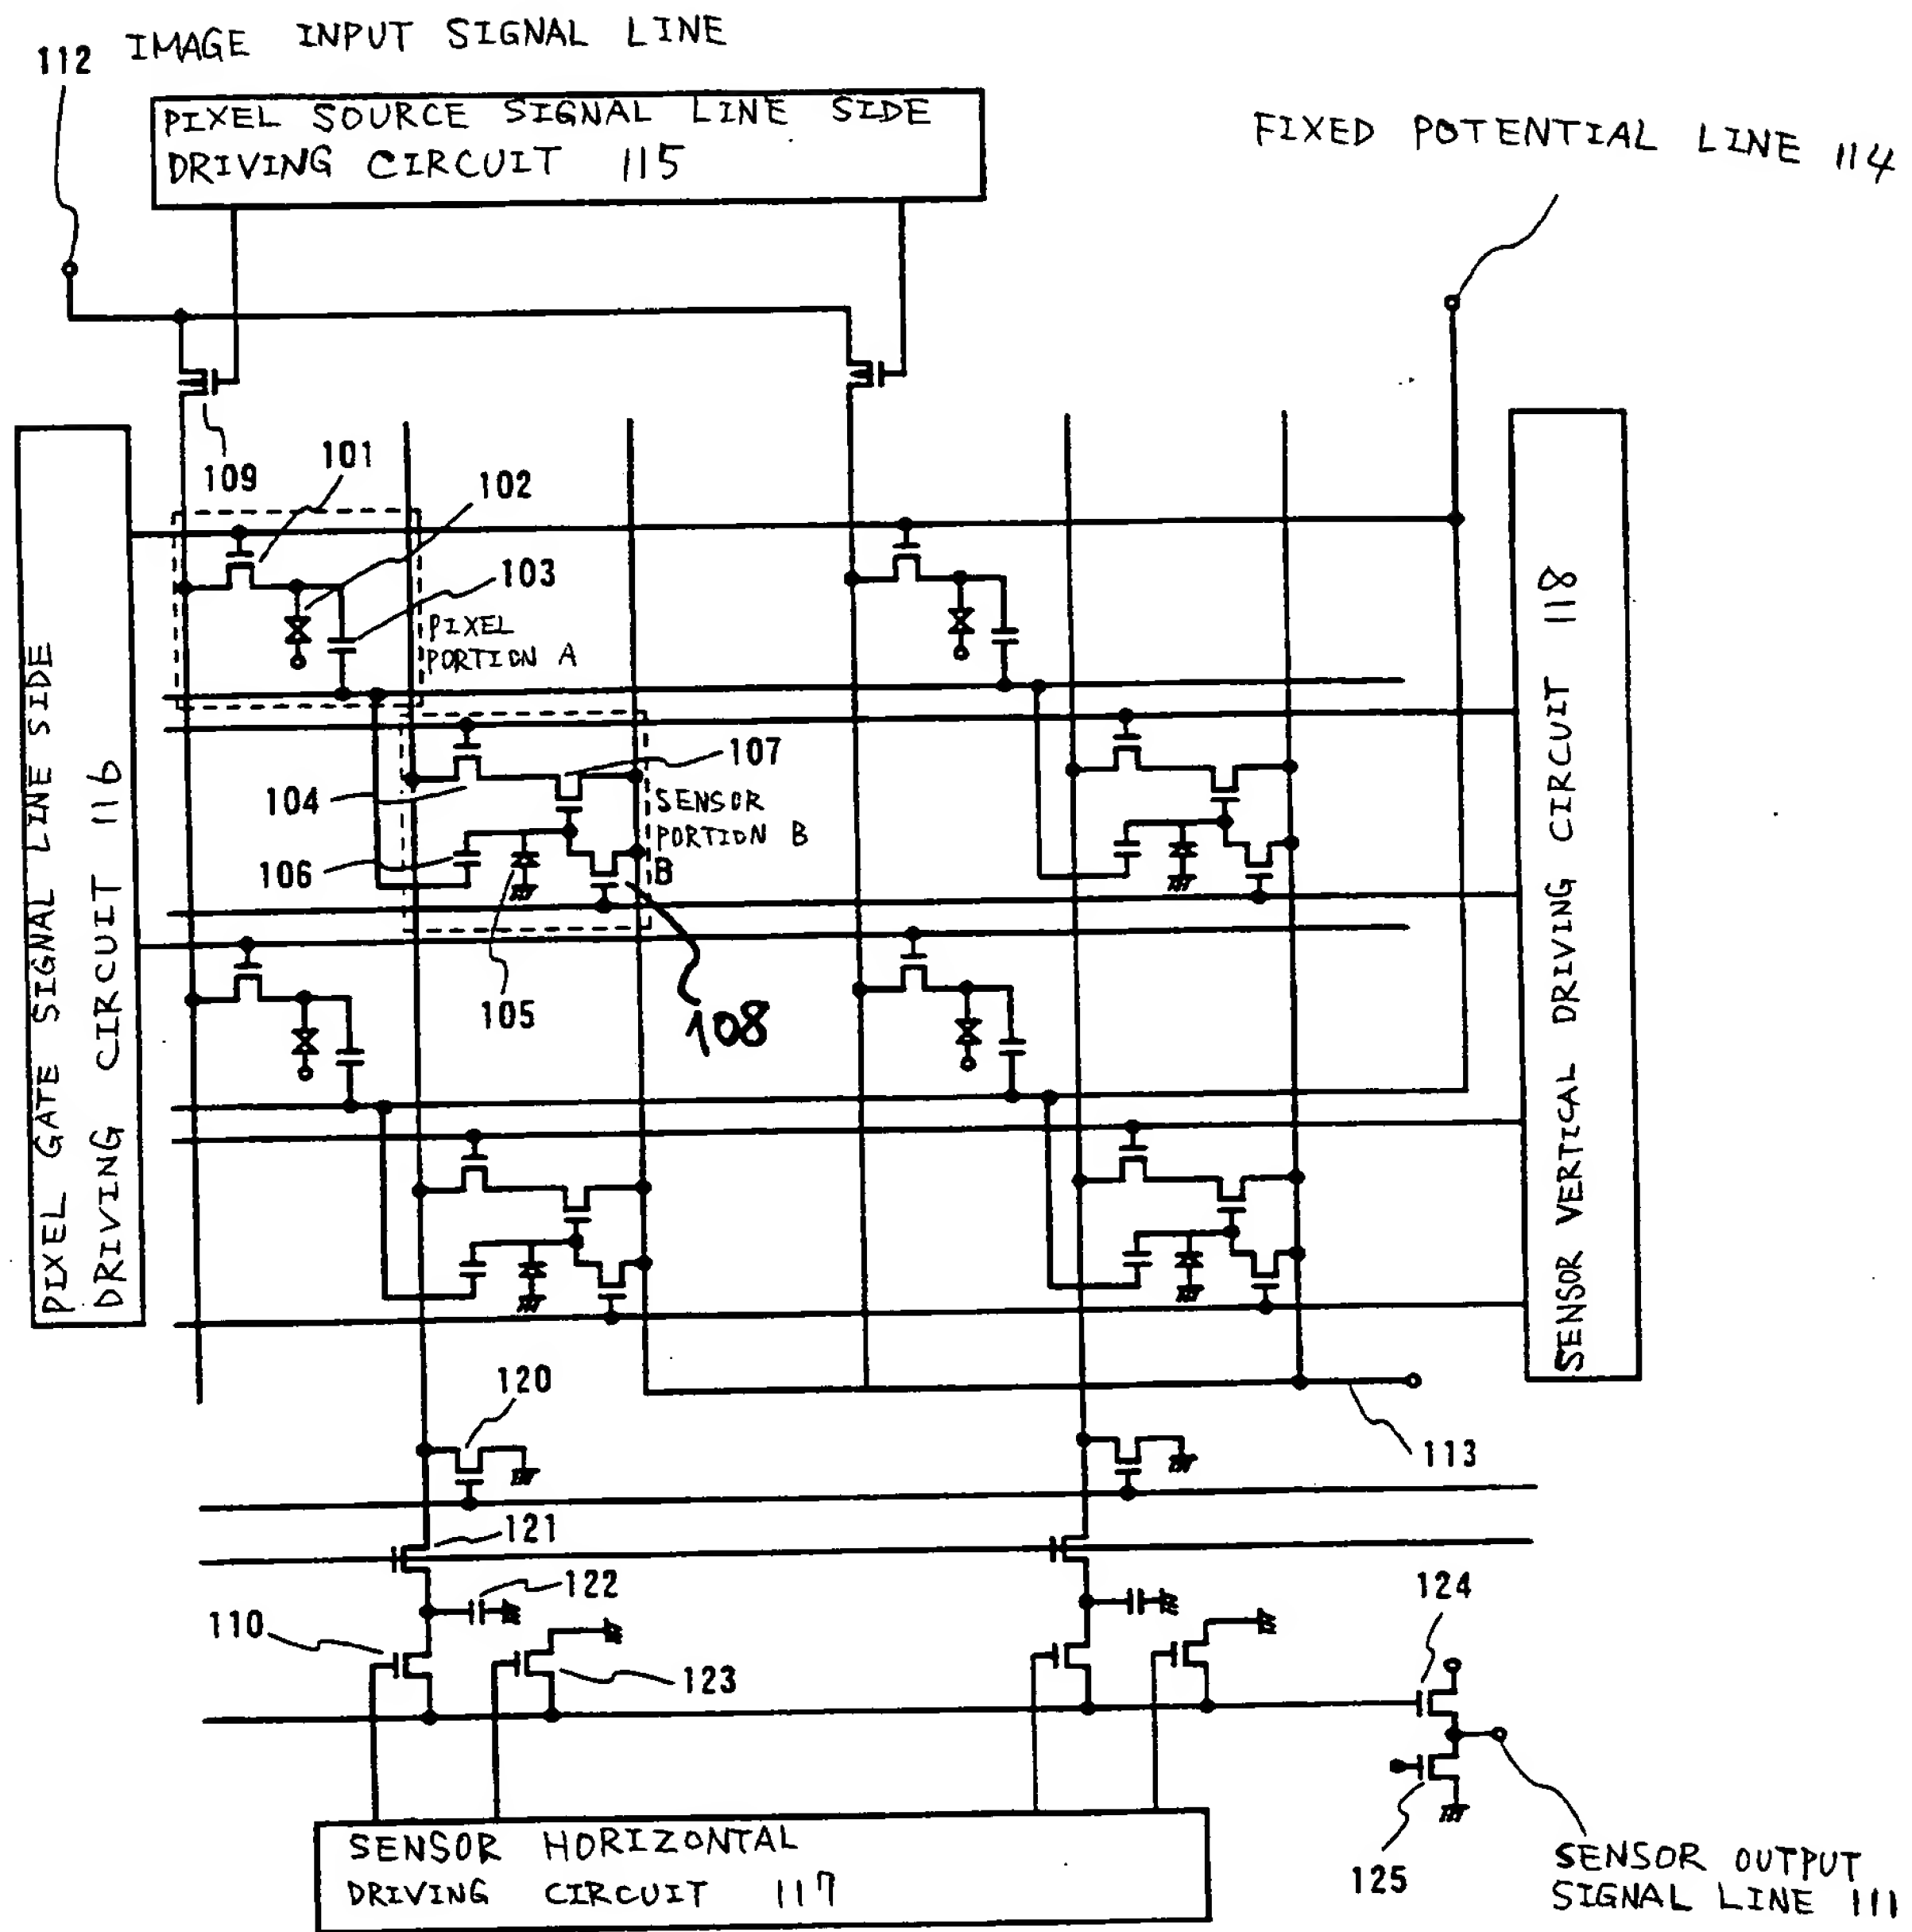 112 IMAGE INPUT SIGNAL LINE
PIXEL SOURCE SIGNAL LINE SIDE
DRIVING CIRCUIT 115
FIXED POTENTIAL LINE 114
109
101
102
103
PIXEL
PORTION A
107
104
SENSOR
PORTION B
B
106
105
108
PIXEL GATE SIGNAL LINE SIDE
DRIVING CIRCUIT 116
SENSOR VERTICAL DRIVING CIRCUIT 118
120
113
121
122
110
123
124
125
SENSOR HORIZONTAL
DRIVING CIRCUIT 117
SENSOR OUTPUT
SIGNAL LINE 111